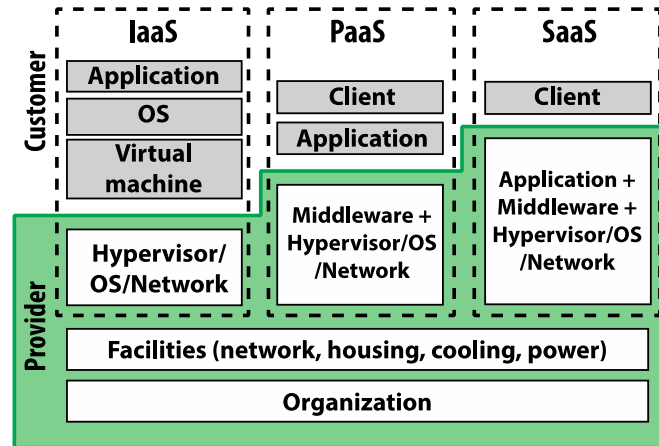 IaaS
PaaS
SaaS
Customer
Application
OS
Virtual
machine
Hypervisor/
OS/Network
Client
Application
Middleware +
Hypervisor/OS
/Network
Client
Application +
Middleware +
Hypervisor/OS
/Network
Provider
Facilities (network, housing, cooling, power)
Organization